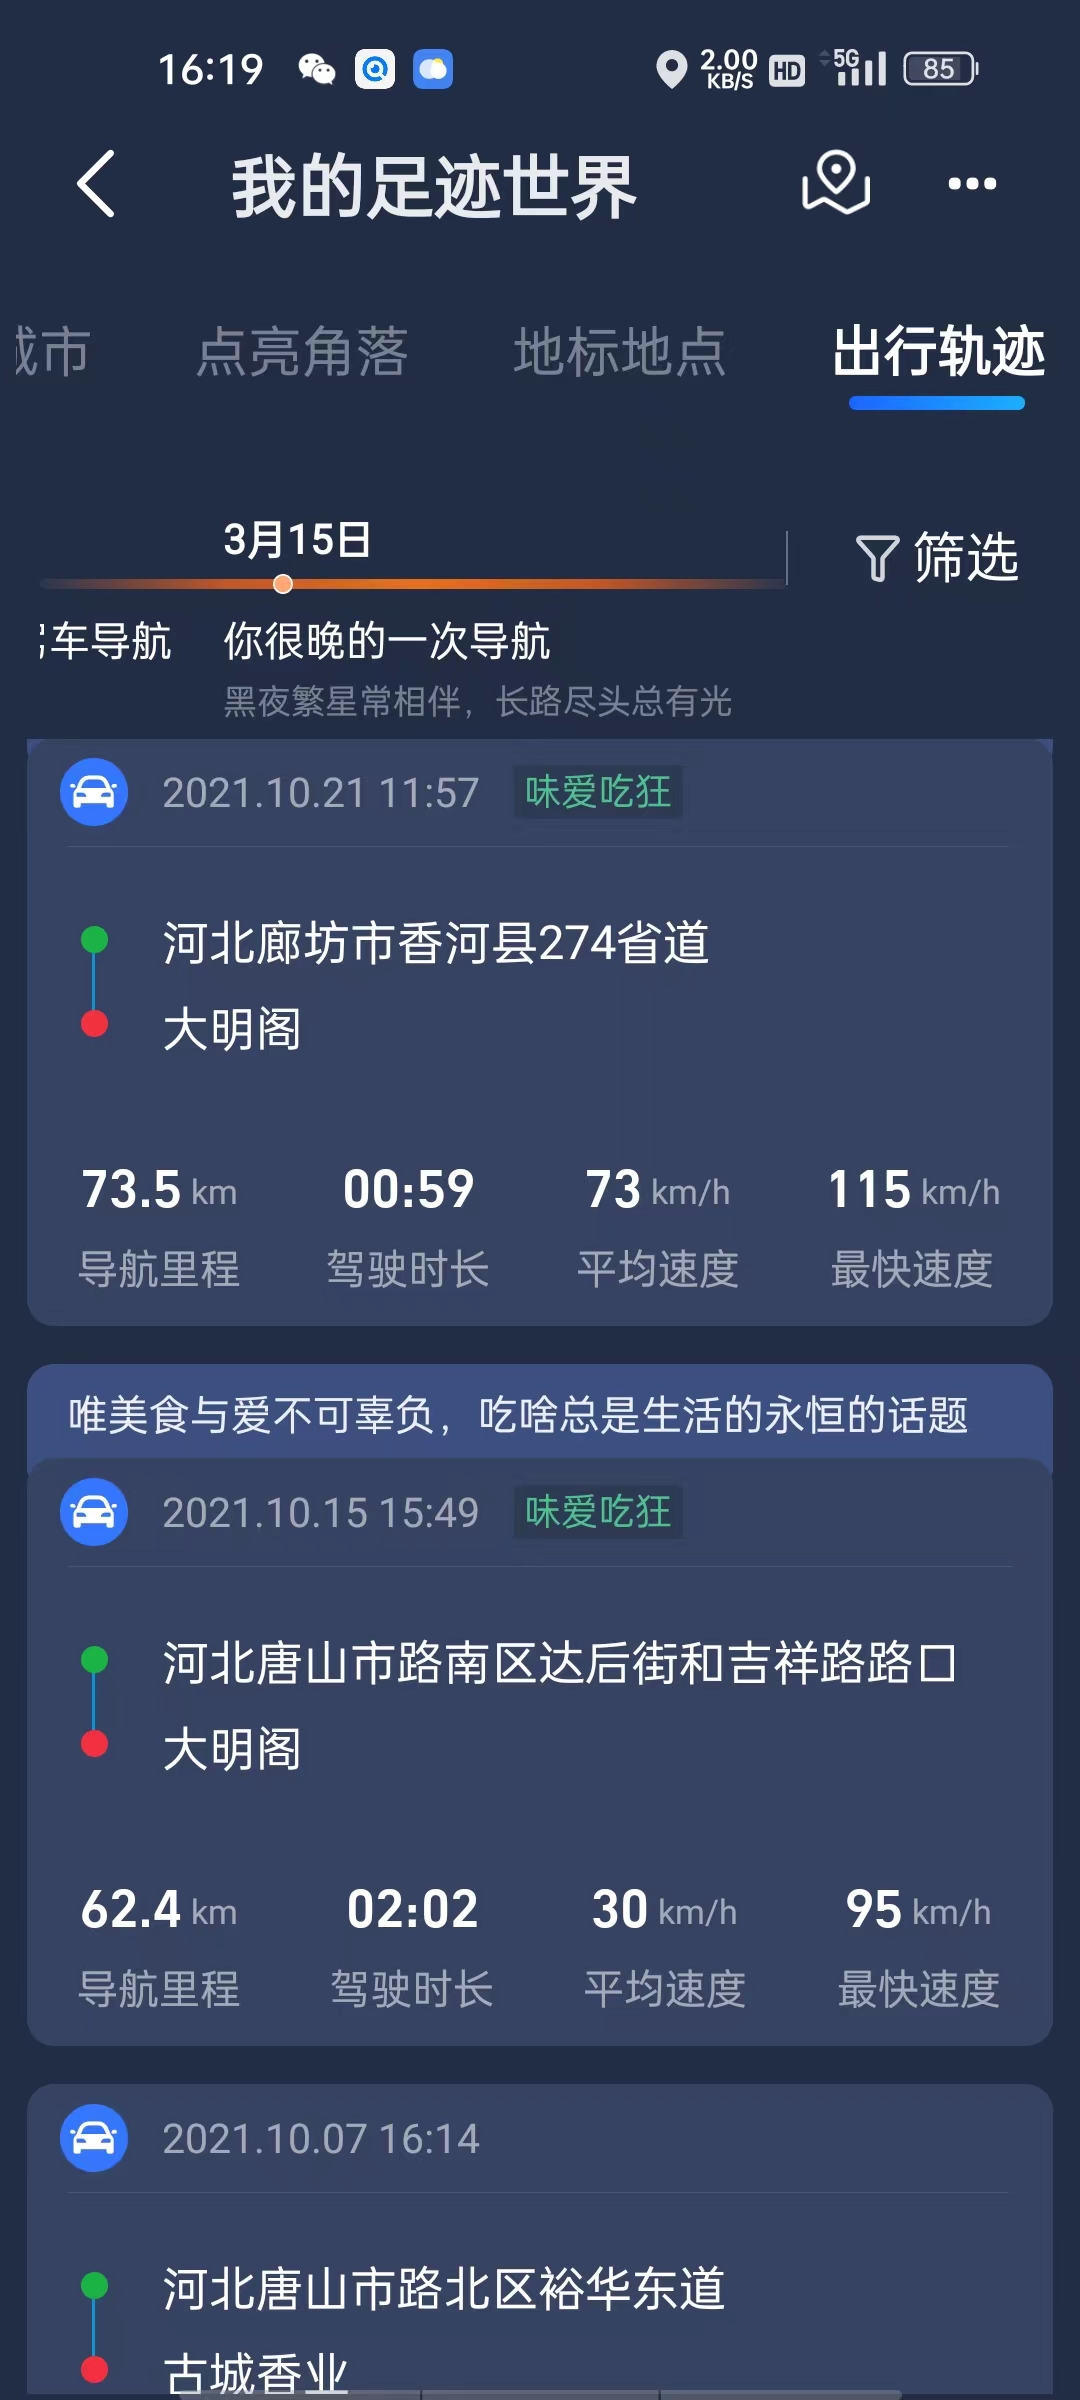 16:19
2.00 KB/S HD 5G 85
我的足迹世界
城市 点亮角落 地标地点 出行轨迹
3月15日
筛选
车导航 你很晚的一次导航
黑夜繁星常相伴，长路尽头总有光
2021.10.21 11:57 味爱吃狂
河北廊坊市香河县274省道
大明阁
73.5 km 00:59 73 km/h 115 km/h
导航里程 驾驶时长 平均速度 最快速度
唯美食与爱不可辜负，吃啥总是生活的永恒的话题
2021.10.15 15:49 味爱吃狂
河北唐山市路南区达后街和吉祥路路口
大明阁
62.4 km 02:02 30 km/h 95 km/h
导航里程 驾驶时长 平均速度 最快速度
2021.10.07 16:14
河北唐山市路北区裕华东道
古城香业